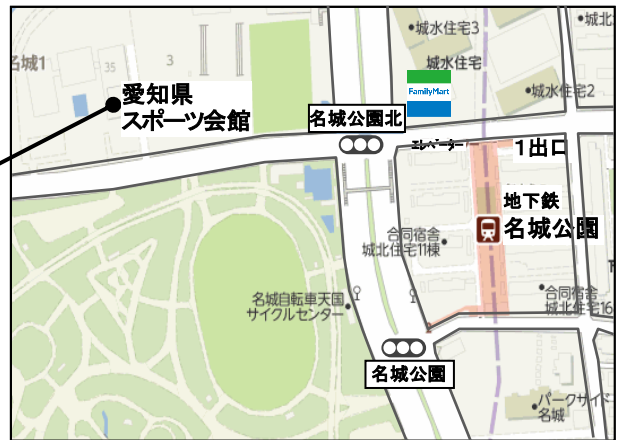 城水住宅3
城北
名城1
35
3
城水住宅
FamilyMart
城水住宅2
愛知県
スポーツ会館
名城公園北
エレベーター
1出口
地下鉄
名城公園
合同宿舎
城北住宅11棟
合同宿舎
城北住宅16
名城自転車天国
サイクルセンター
名城公園
パークサイド
名城